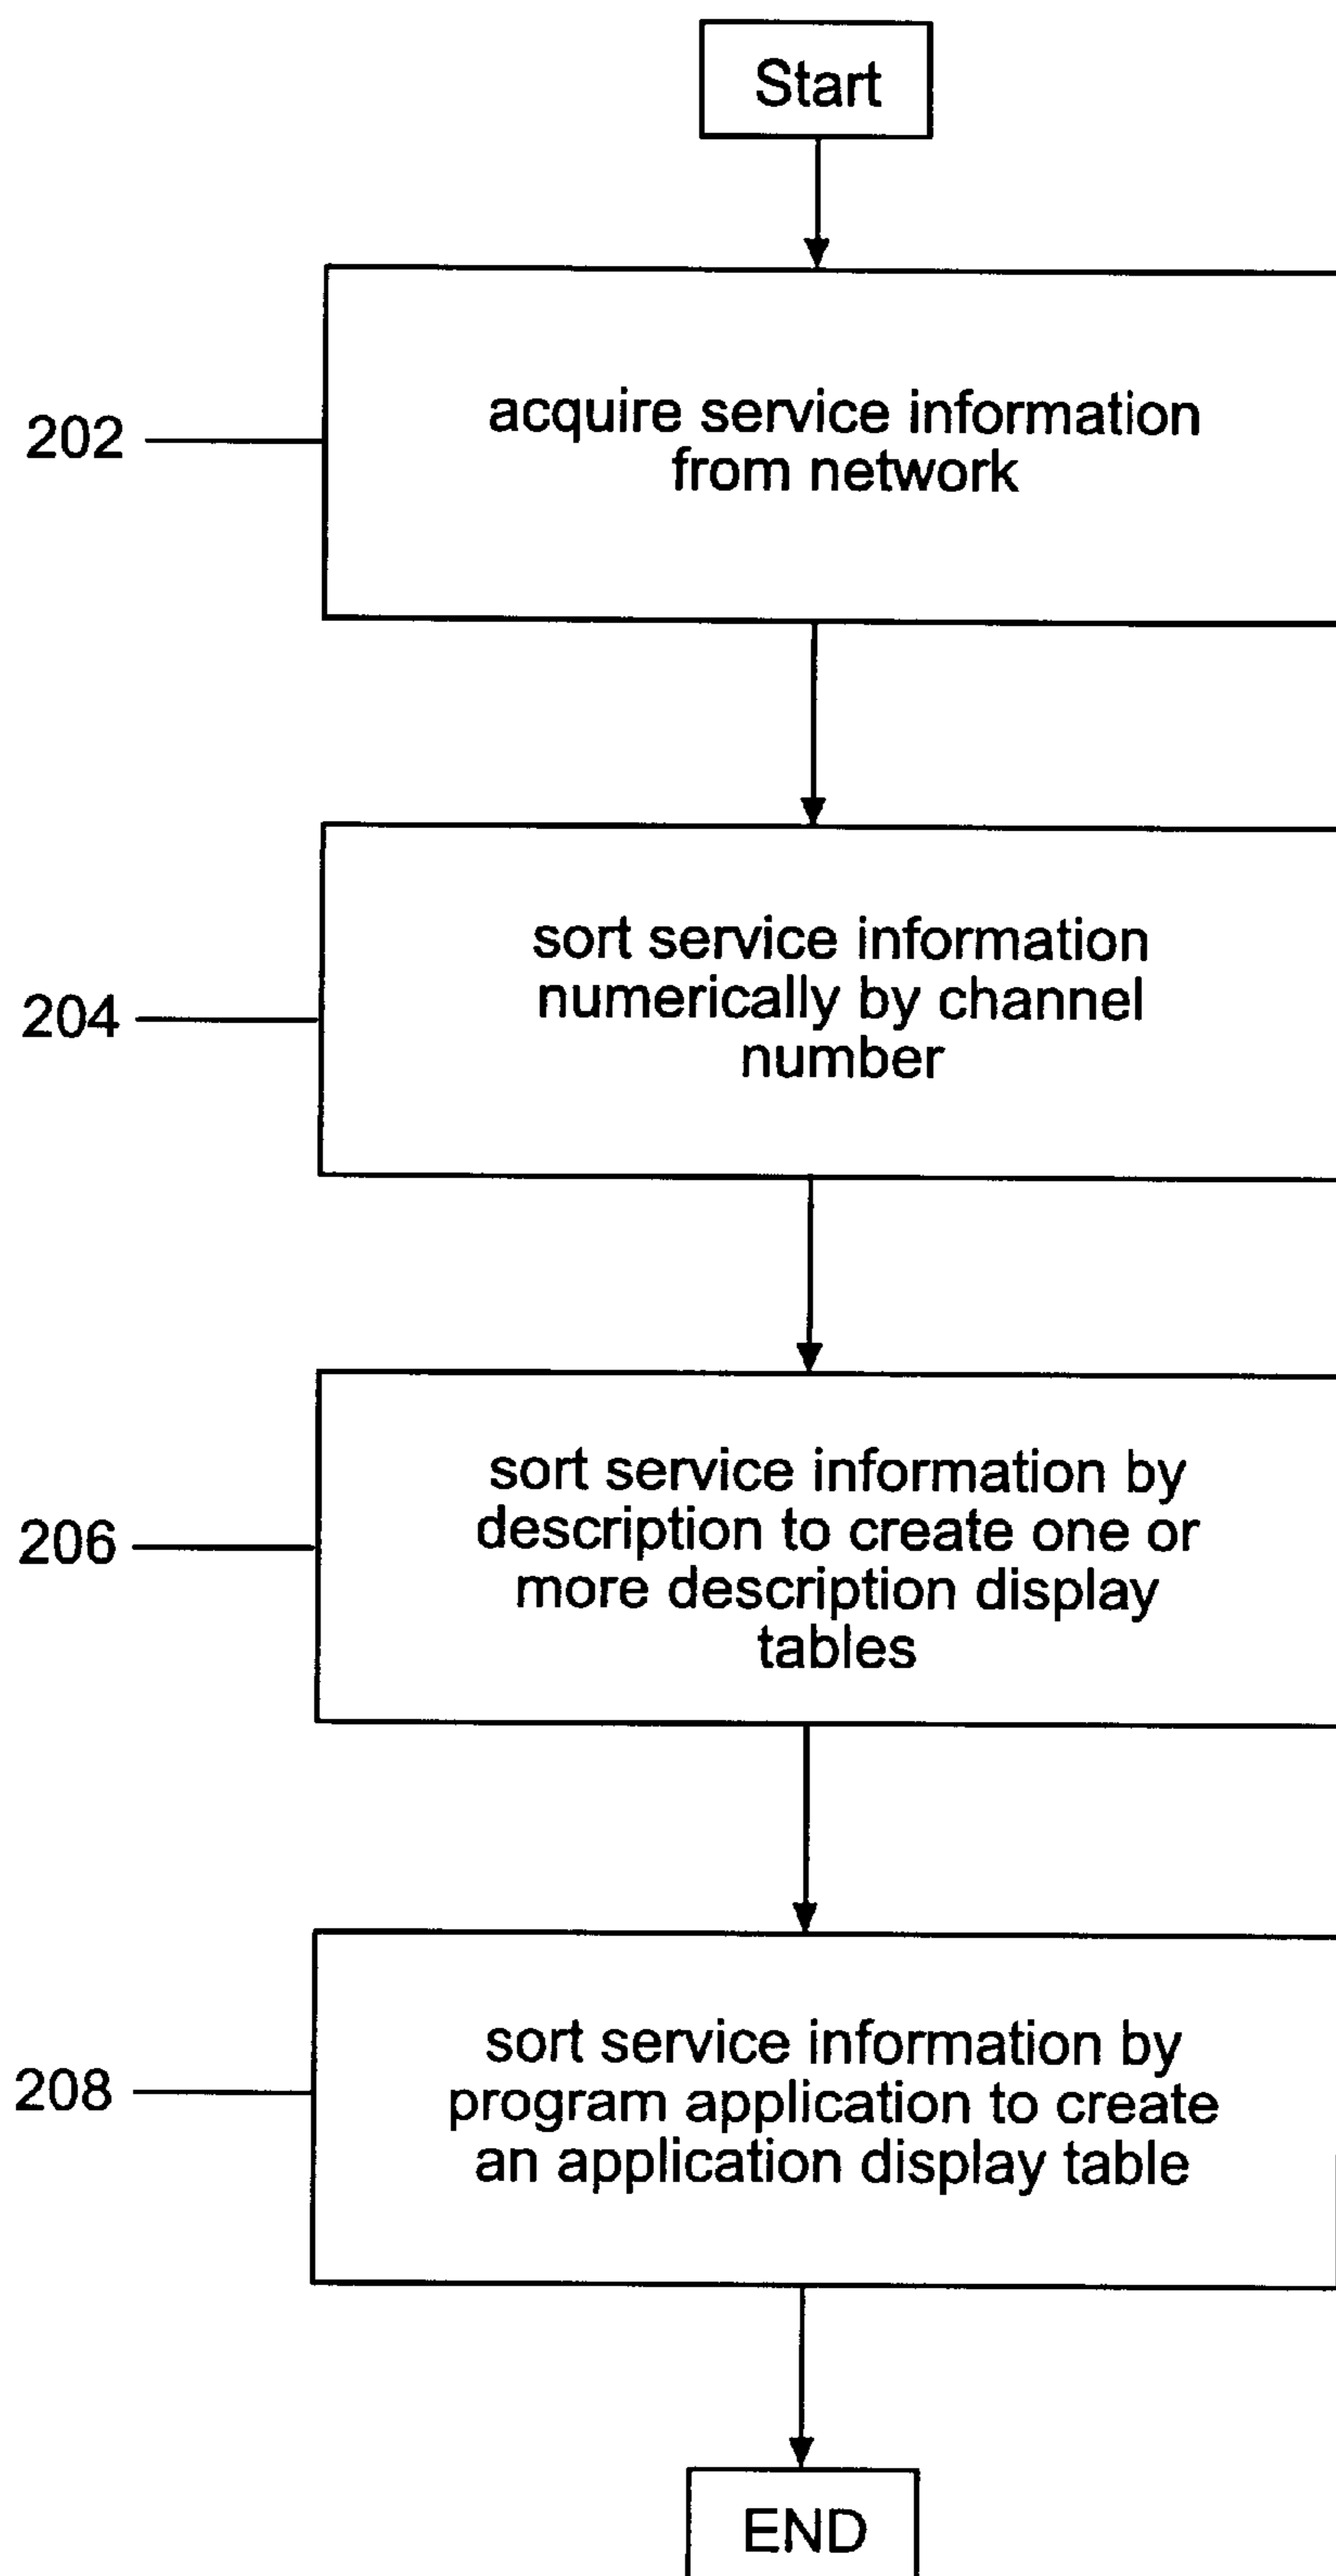 Start
202
acquire service information
from network
204
sort service information
numerically by channel
number
206
sort service information by
description to create one or
more description display
tables
208
sort service information by
program application to create
an application display table
END